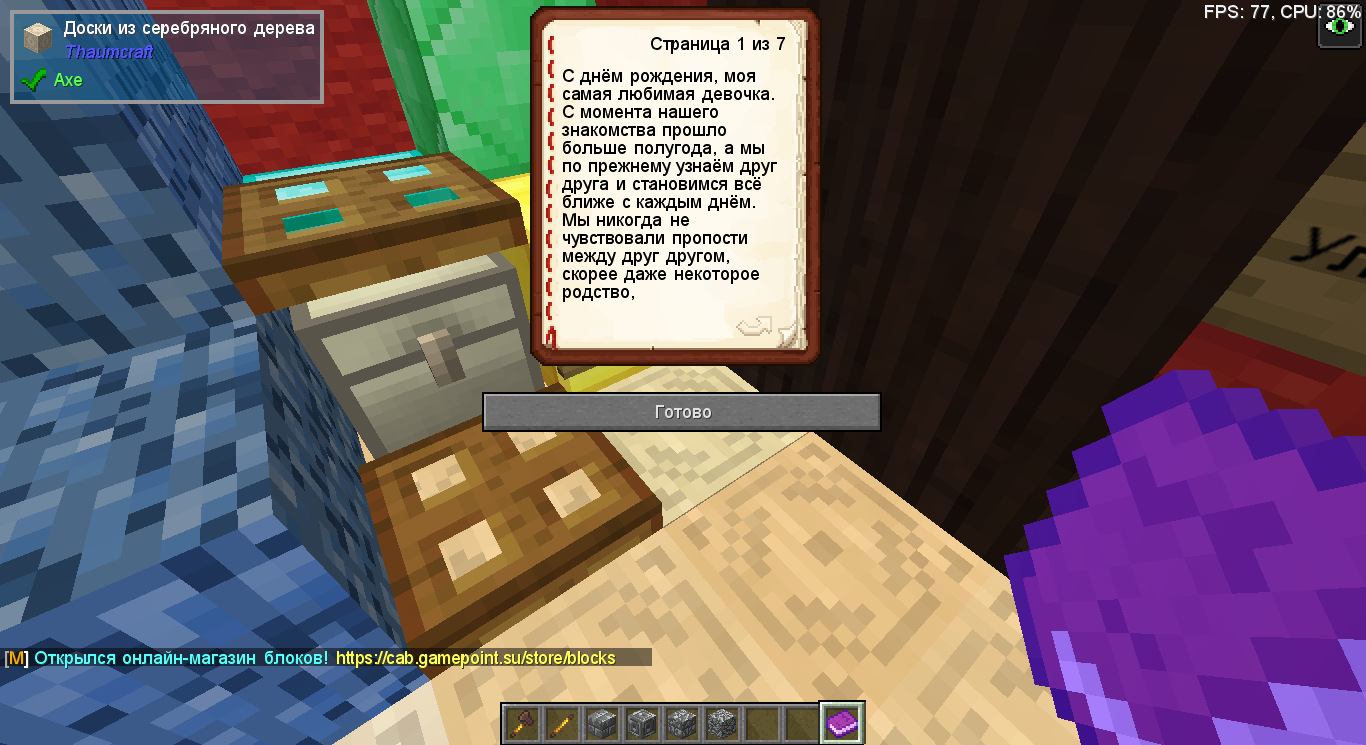 FPS: 77, CPU: 86%
Доски из серебряного дерева
Thaumcraft
Axe
Страница 1 из 7
С днём рождения, моя
самая любимая девочка.
С момента нашего
знакомства прошло
больше полугода, а мы
по прежнему узнаём друг
друга и становимся всё
ближе с каждым днём.
Мы никогда не
чувствовали пропости
между друг другом,
скорее даже некоторое
родство,
Готово
[M] Открылся онлайн-магазин блоков! https://cab.gamepoint.su/store/blocks